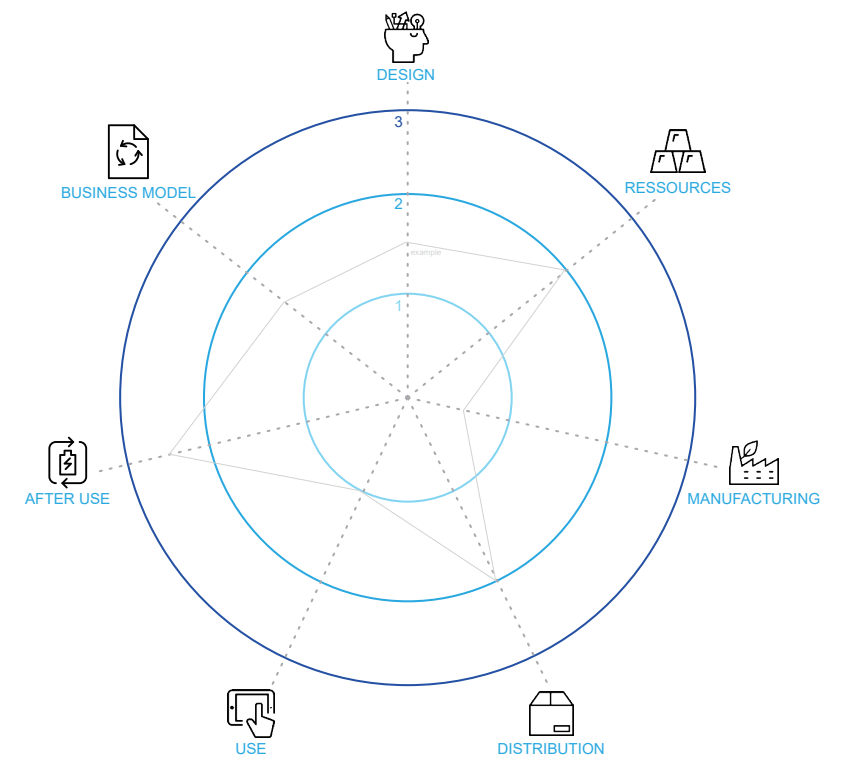 DESIGN
3
BUSINESS MODEL
RESSOURCES
2
example
1
AFTER USE
MANUFACTURING
USE
DISTRIBUTION